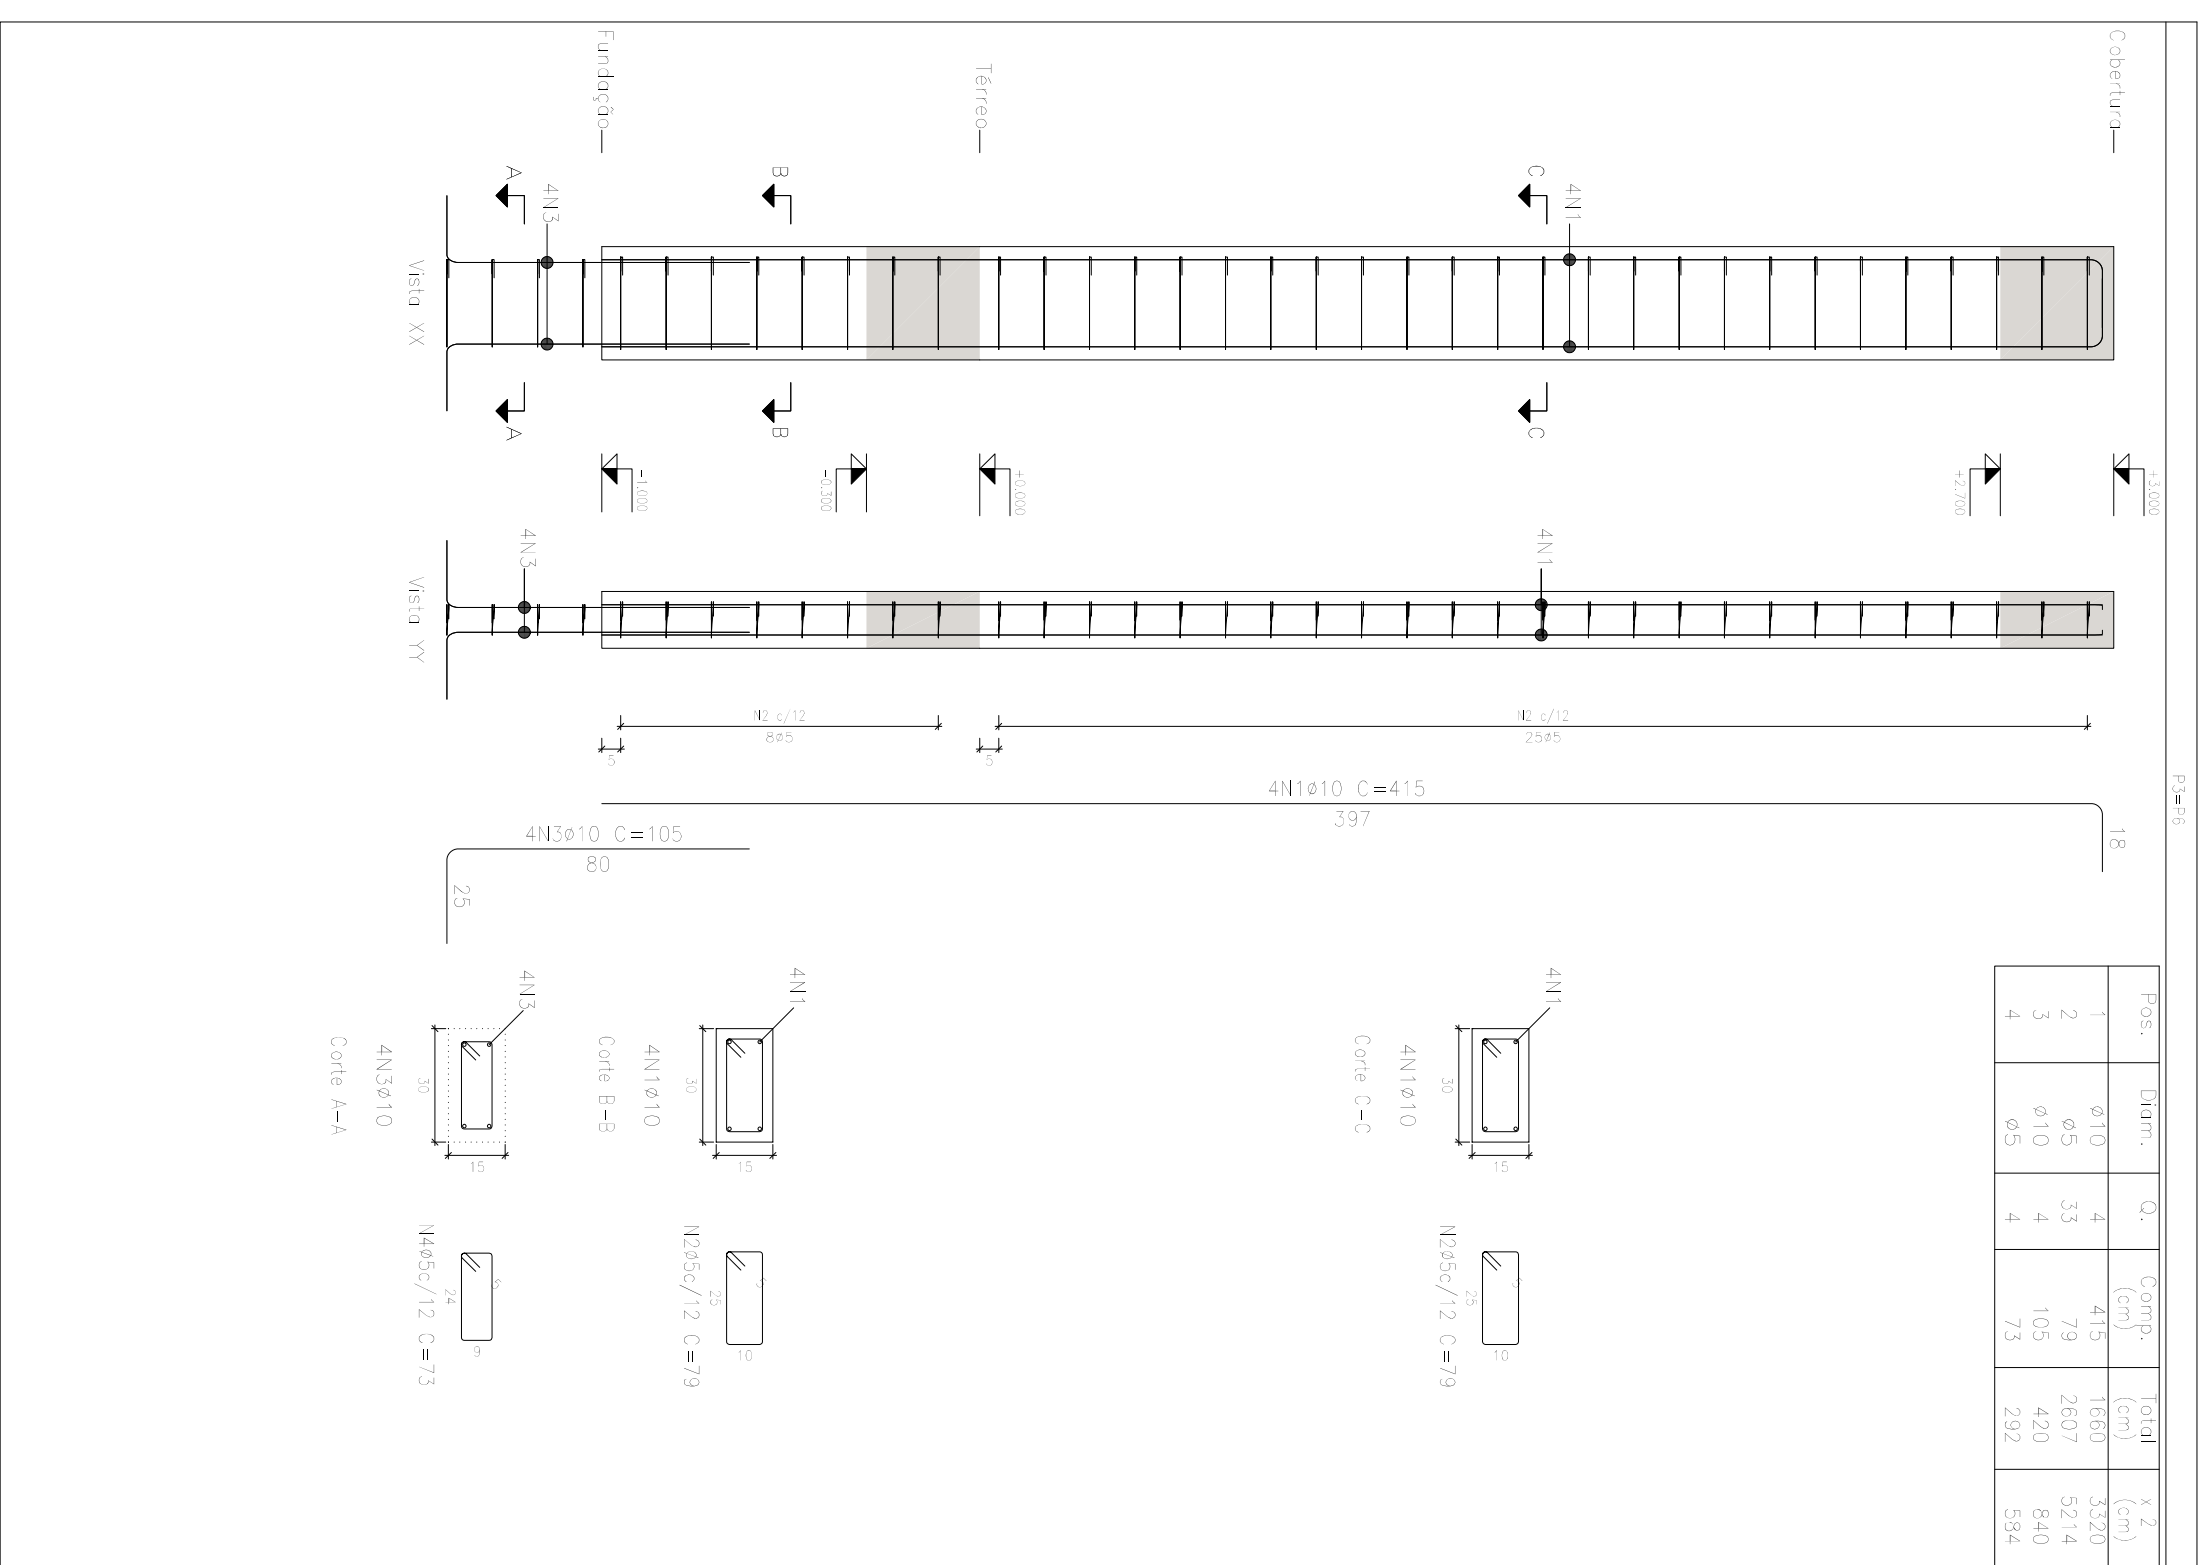 P3=P6
Pos. Diam. Q. Comp. (cm) Total (cm) x 2 (cm)
1 Ø10 4 415 1660 3320
2 Ø5 33 79 2607 5214
3 Ø10 4 105 420 840
4 Ø5 4 73 292 584
Cobertura
Térreo
Fundação
C C
4N1
B B
A A
4N3
Vista XX
+3.000
+2.700
+0.000
-0.300
-1.000
4N1
4N3
Vista YY
N2 c/12
25ø5
5
N2 c/12
8ø5
5
4N1ø10 C=415
397
18
4N3ø10 C=105
80
25
4N1
30
15
4N1ø10
Corte C-C
25
10
N2ø5c/12 C=79
4N1
30
15
4N1ø10
Corte B-B
25
10
N2ø5c/12 C=79
4N3
30
15
4N3ø10
Corte A-A
24
9
N4ø5c/12 C=73